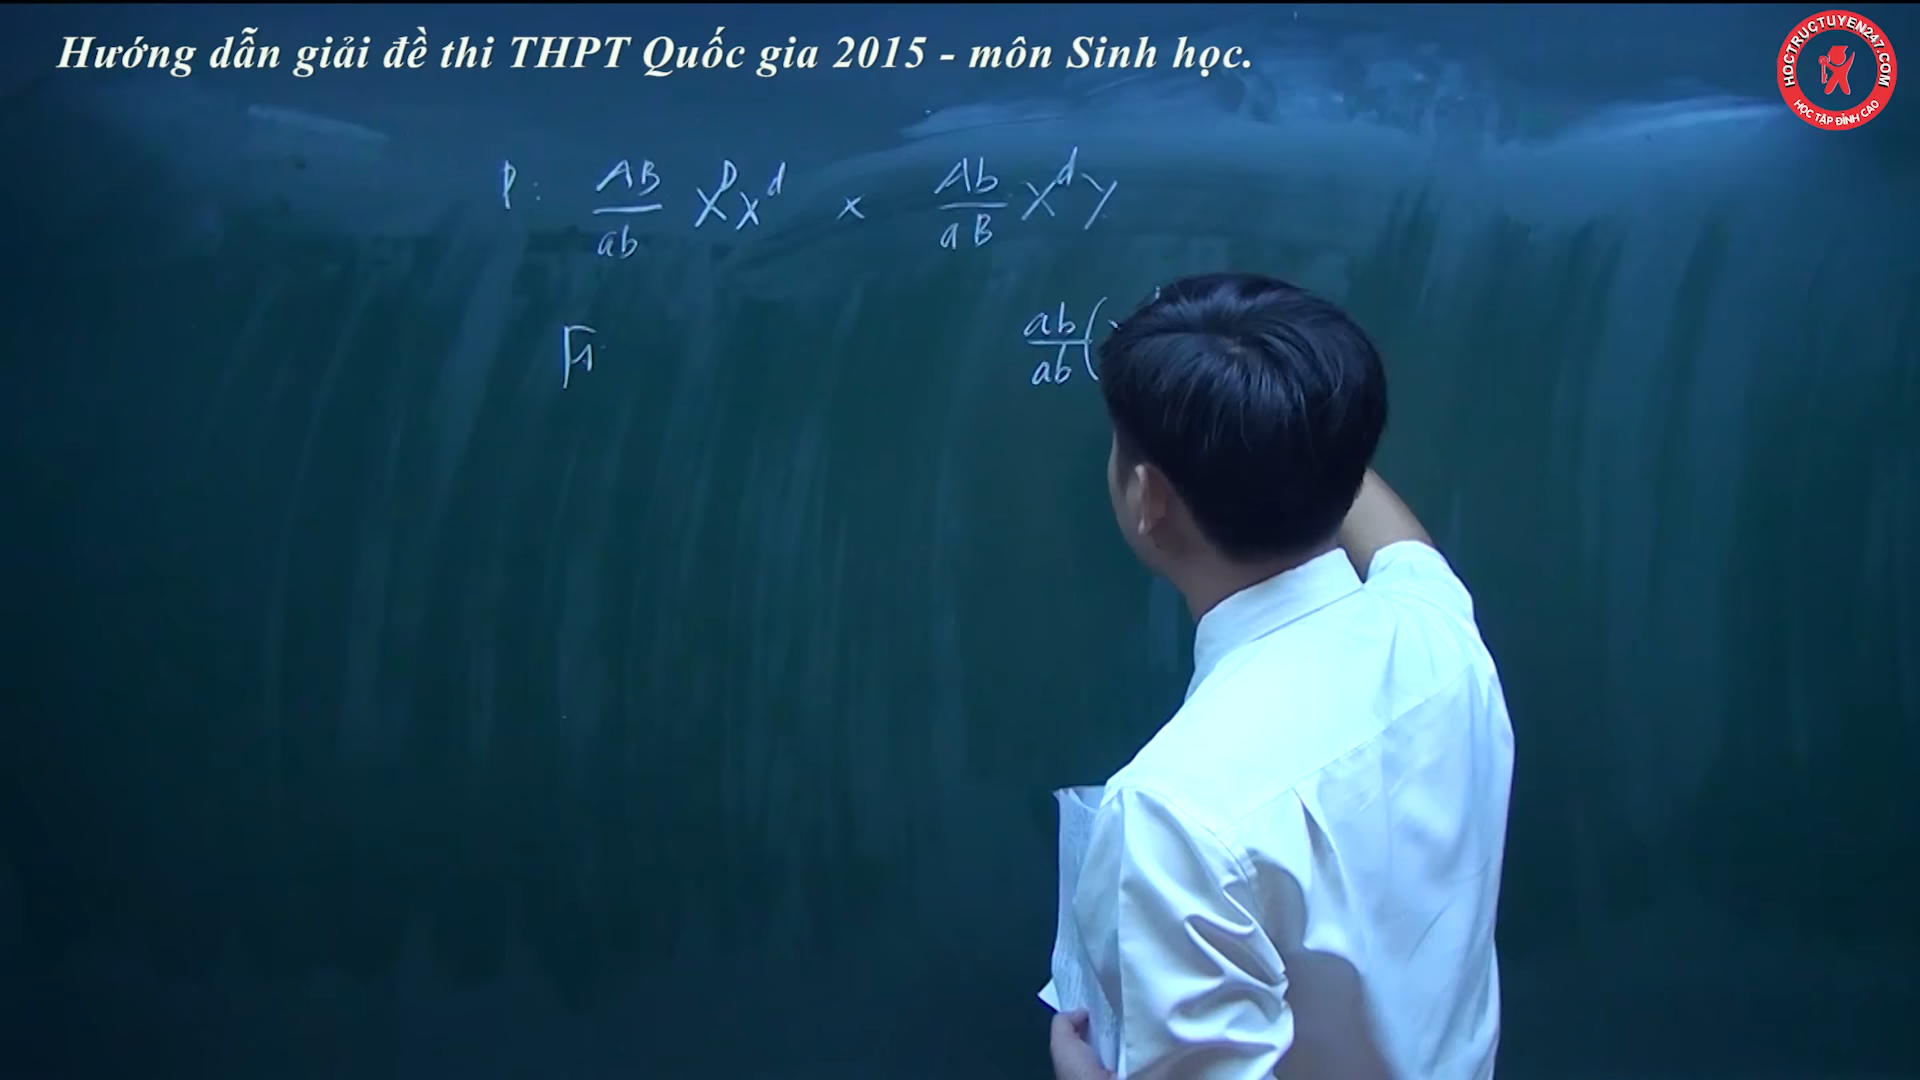 Hướng dẫn giải đề thi THPT Quốc gia 2015 - môn Sinh học.
HOCTRUCTUYEN247.COM
HỌC TẬP ĐỈNH CAO
P: AB/ab X^D X^d × Ab/aB X^d Y
F1 ab/ab (